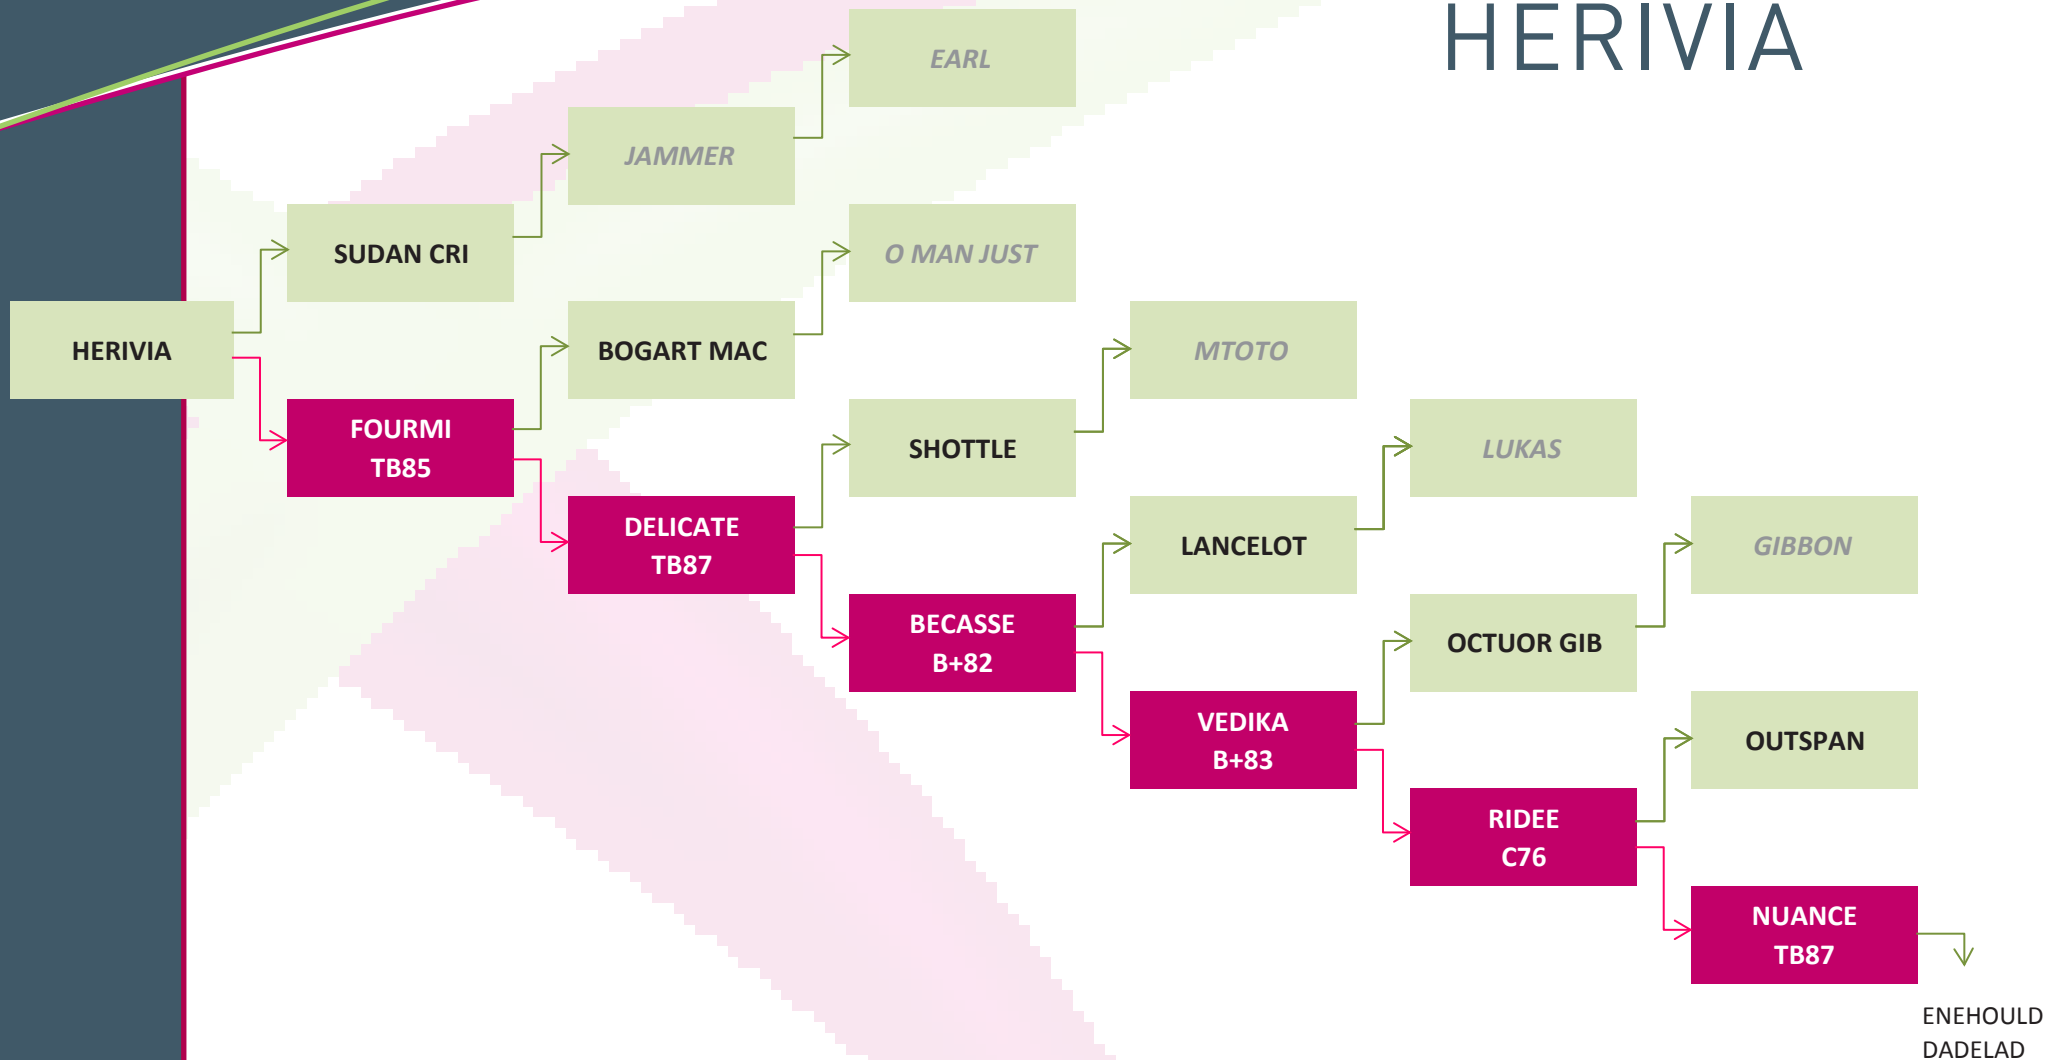 HERIVIA
EARL
JAMMER
SUDAN CRI
O MAN JUST
HERIVIA
BOGART MAC
MTOTO
FOURMI
TB85
SHOTTLE
LUKAS
DELICATE
TB87
LANCELOT
GIBBON
BECASSE
B+82
OCTUOR GIB
VEDIKA
B+83
OUTSPAN
RIDEE
C76
NUANCE
TB87
ENEHOULD
DADELAD